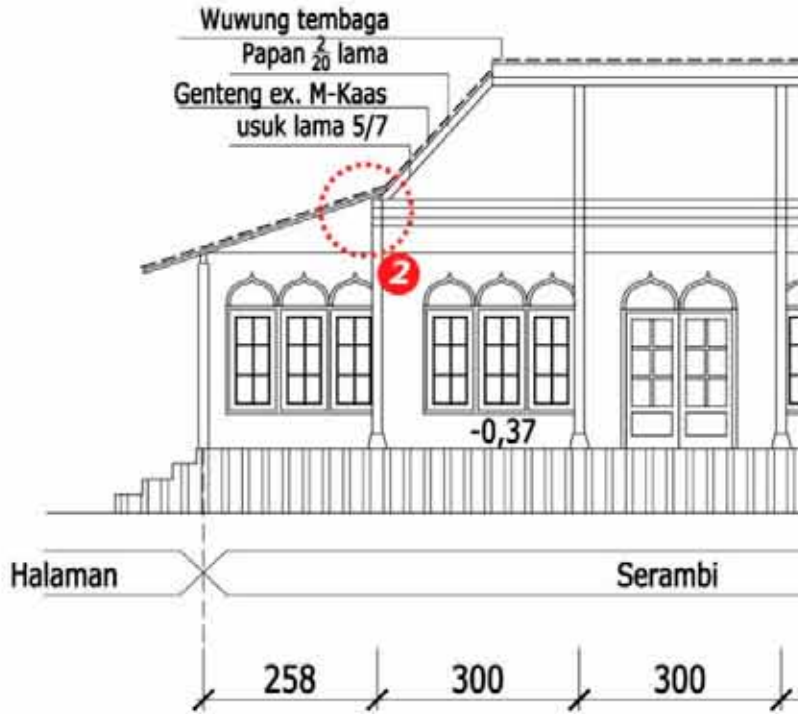 Wuwung tembaga
Papan 2/20 lama
Genteng ex. M-Kaas
usuk lama 5/7
2
-0,37
Halaman
Serambi
258
300
300